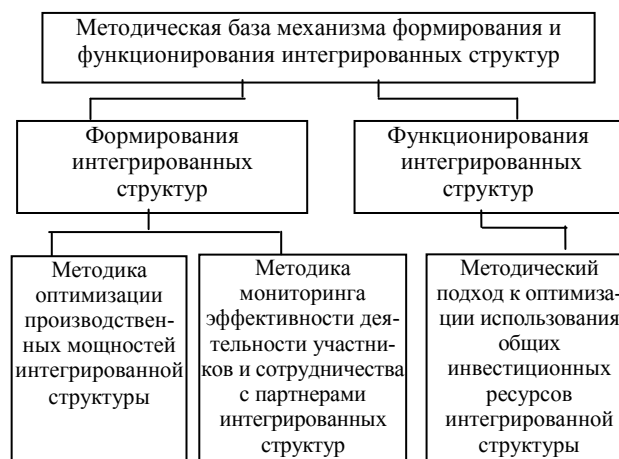 Методическая база механизма формирования и
функционирования интегрированных структур
Формирования
интегрированных
структур
Функционирования
интегрированных
структур
Методика
оптимизации
производствен-
ных мощностей
интегрированной
структуры
Методика
мониторинга
эффективности дея-
тельности участни-
ков и сотрудничества
с партнерами
интегрированных
структур
Методический
подход к оптимиза-
ции использования
общих
инвестиционных
ресурсов
интегрированной
структуры